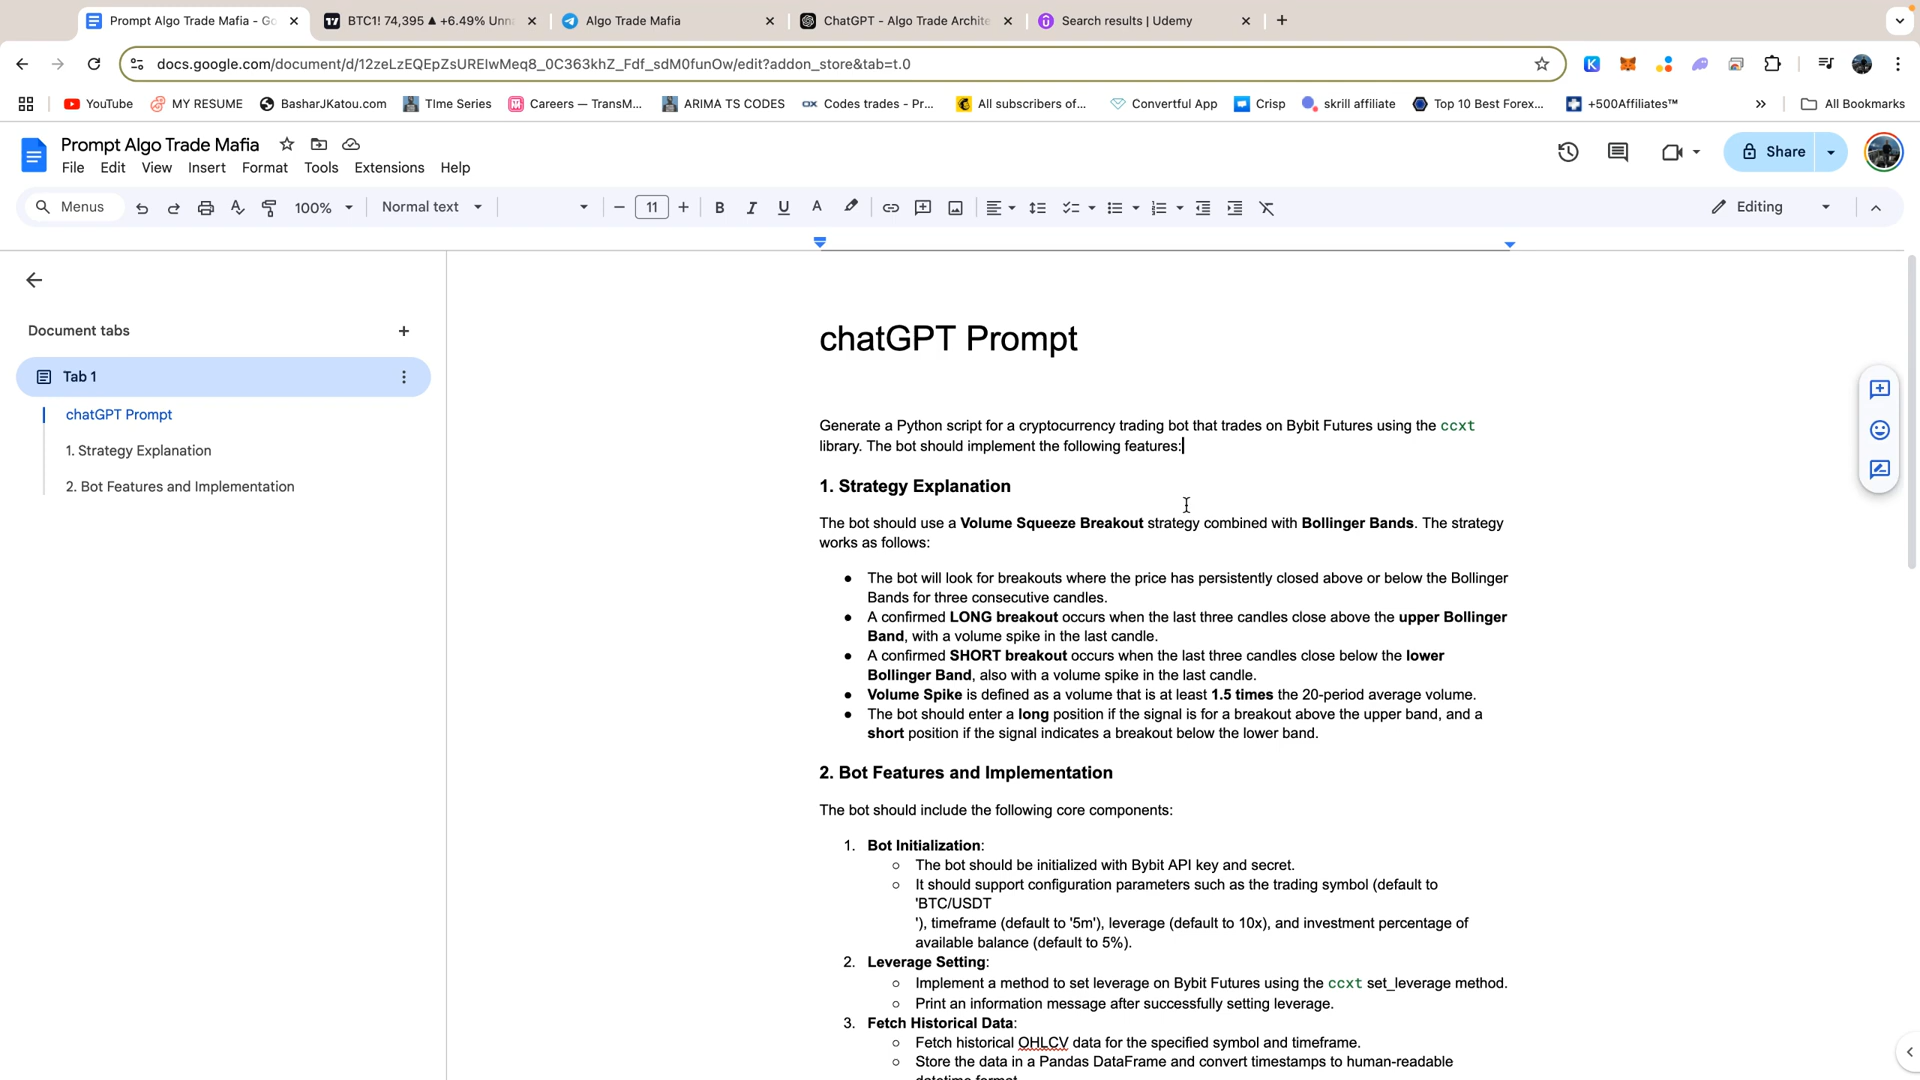 Prompt Algo Trade Mafia - Go
BTC1! 74,395 ▲ +6.49% Unna
Algo Trade Mafia
ChatGPT - Algo Trade Archite
Search results | Udemy
docs.google.com/document/d/12zeLzEQEpZsUREIwMeq8_0C363khZ_Fdf_sdM0funOw/edit?addon_store&tab=t.0
YouTube
MY RESUME
BasharJKatou.com
TIme Series
Careers — TransM...
ARIMA TS CODES
Codes trades - Pr...
All subscribers of...
Convertful App
Crisp
skrill affiliate
Top 10 Best Forex...
+500Affiliates™
All Bookmarks
Prompt Algo Trade Mafia
Share
File Edit View Insert Format Tools Extensions Help
Menus
100%
Normal text
11
Editing
Document tabs
Tab 1
chatGPT Prompt
1. Strategy Explanation
2. Bot Features and Implementation
chatGPT Prompt
Generate a Python script for a cryptocurrency trading bot that trades on Bybit Futures using the ccxt
library. The bot should implement the following features:
1. Strategy Explanation
The bot should use a Volume Squeeze Breakout strategy combined with Bollinger Bands. The strategy
works as follows:
● The bot will look for breakouts where the price has persistently closed above or below the Bollinger
Bands for three consecutive candles.
● A confirmed LONG breakout occurs when the last three candles close above the upper Bollinger
Band, with a volume spike in the last candle.
● A confirmed SHORT breakout occurs when the last three candles close below the lower
Bollinger Band, also with a volume spike in the last candle.
● Volume Spike is defined as a volume that is at least 1.5 times the 20-period average volume.
● The bot should enter a long position if the signal is for a breakout above the upper band, and a
short position if the signal indicates a breakout below the lower band.
2. Bot Features and Implementation
The bot should include the following core components:
1. Bot Initialization:
○ The bot should be initialized with Bybit API key and secret.
○ It should support configuration parameters such as the trading symbol (default to
'BTC/USDT
'), timeframe (default to '5m'), leverage (default to 10x), and investment percentage of
available balance (default to 5%).
2. Leverage Setting:
○ Implement a method to set leverage on Bybit Futures using the ccxt set_leverage method.
○ Print an information message after successfully setting leverage.
3. Fetch Historical Data:
○ Fetch historical OHLCV data for the specified symbol and timeframe.
○ Store the data in a Pandas DataFrame and convert timestamps to human-readable
datetime format.